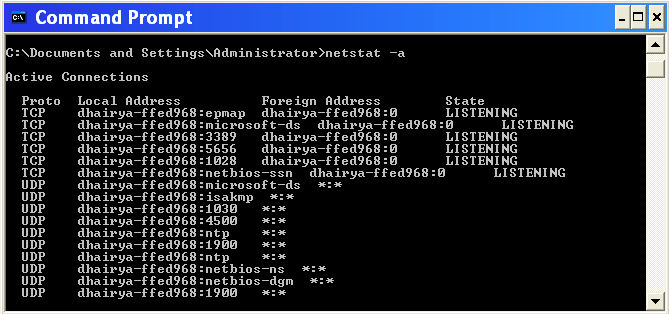 Command Prompt
C:\Documents and Settings\Administrator>netstat -a
Active Connections
Proto  Local Address          Foreign Address        State
TCP    dhairya-ffed968:epmap  dhairya-ffed968:0      LISTENING
TCP    dhairya-ffed968:microsoft-ds  dhairya-ffed968:0      LISTENING
TCP    dhairya-ffed968:3389   dhairya-ffed968:0      LISTENING
TCP    dhairya-ffed968:5656   dhairya-ffed968:0      LISTENING
TCP    dhairya-ffed968:1028   dhairya-ffed968:0      LISTENING
TCP    dhairya-ffed968:netbios-ssn  dhairya-ffed968:0      LISTENING
UDP    dhairya-ffed968:microsoft-ds  *:*
UDP    dhairya-ffed968:isakmp  *:*
UDP    dhairya-ffed968:1030   *:*
UDP    dhairya-ffed968:4500   *:*
UDP    dhairya-ffed968:ntp    *:*
UDP    dhairya-ffed968:1900   *:*
UDP    dhairya-ffed968:ntp    *:*
UDP    dhairya-ffed968:netbios-ns  *:*
UDP    dhairya-ffed968:netbios-dgm  *:*
UDP    dhairya-ffed968:1900   *:*